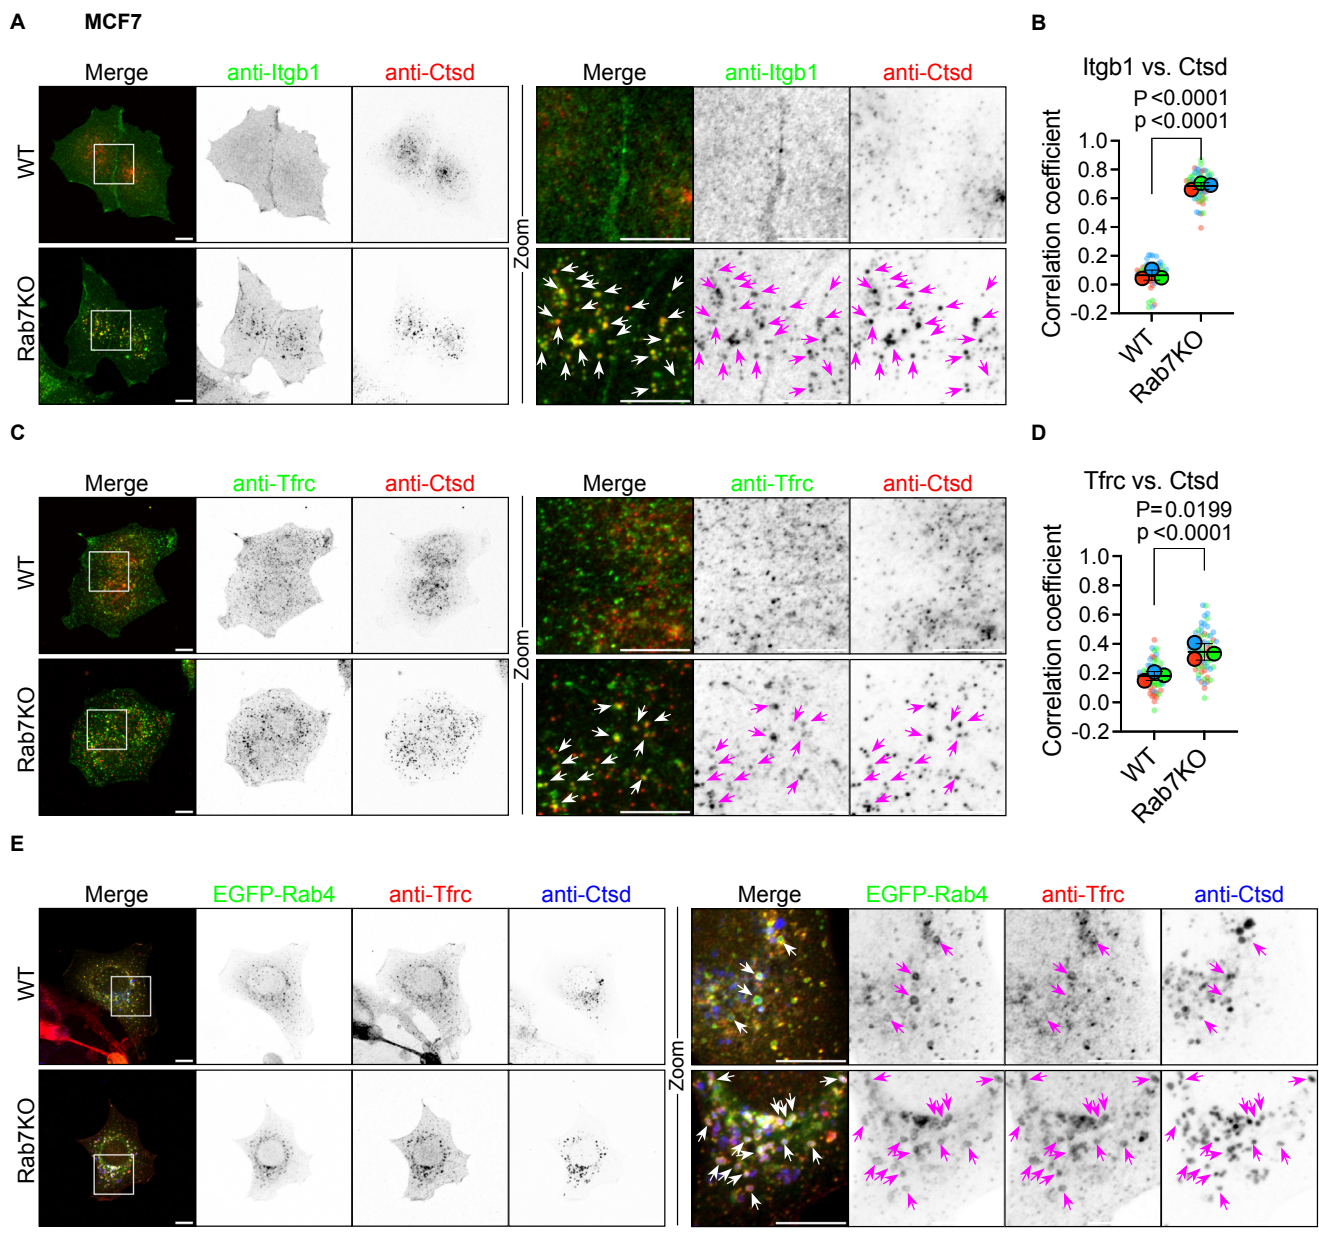 A MCF7
Merge anti-Itgb1 anti-Ctsd Merge anti-Itgb1 anti-Ctsd
WT
Rab7KO
Zoom
B
Itgb1 vs. Ctsd
P <0.0001
p <0.0001
Correlation coefficient
1.0
0.8
0.6
0.4
0.2
0.0
-0.2
WT
Rab7KO
C
Merge anti-Tfrc anti-Ctsd Merge anti-Tfrc anti-Ctsd
WT
Rab7KO
Zoom
D
Tfrc vs. Ctsd
P=0.0199
p <0.0001
Correlation coefficient
1.0
0.8
0.6
0.4
0.2
0.0
-0.2
WT
Rab7KO
E
Merge EGFP-Rab4 anti-Tfrc anti-Ctsd Merge EGFP-Rab4 anti-Tfrc anti-Ctsd
WT
Rab7KO
Zoom